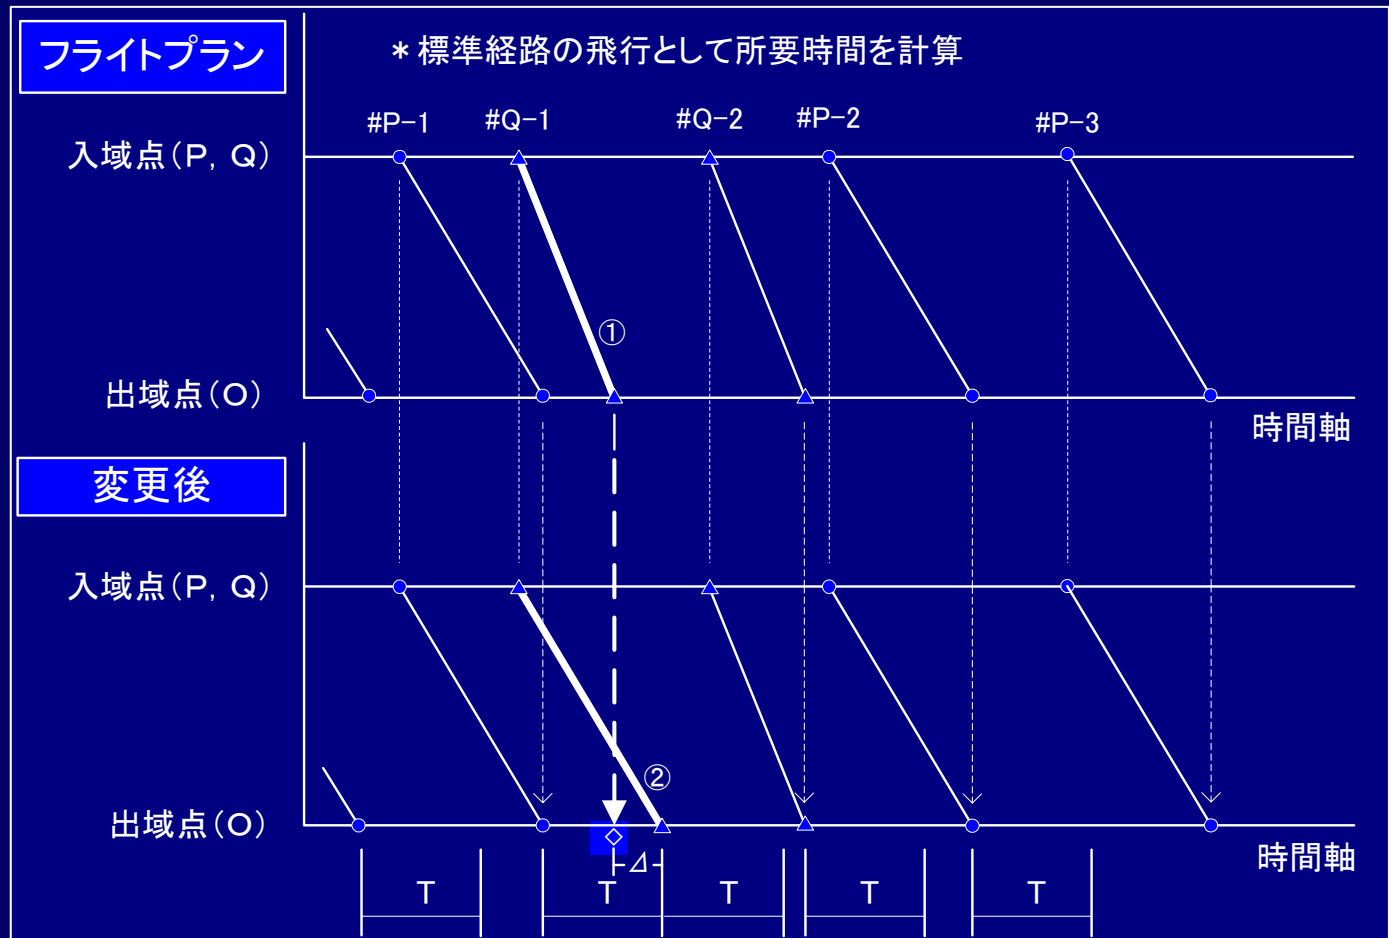 フライトプラン
＊標準経路の飛行として所要時間を計算
#P-1 #Q-1 #Q-2 #P-2 #P-3
入域点(P, Q)
①
出域点(O)
時間軸
変更後
入域点(P, Q)
②
出域点(O)
時間軸
Δ
T T T T T